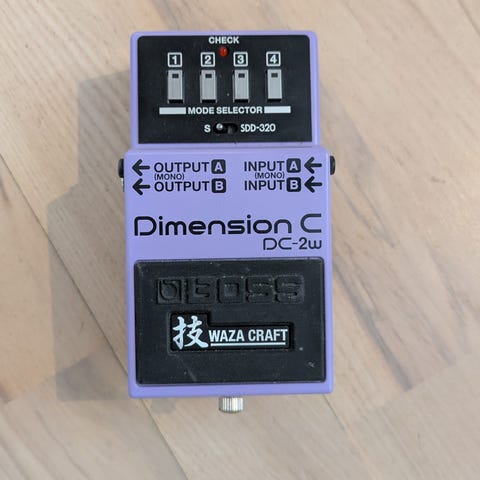 CHECK
1 2 3 4
MODE SELECTOR
S SDD-320
OUTPUT A INPUT A
(MONO) (MONO)
OUTPUT B INPUT B
Dimension C
DC-2w
BOSS
技 WAZA CRAFT